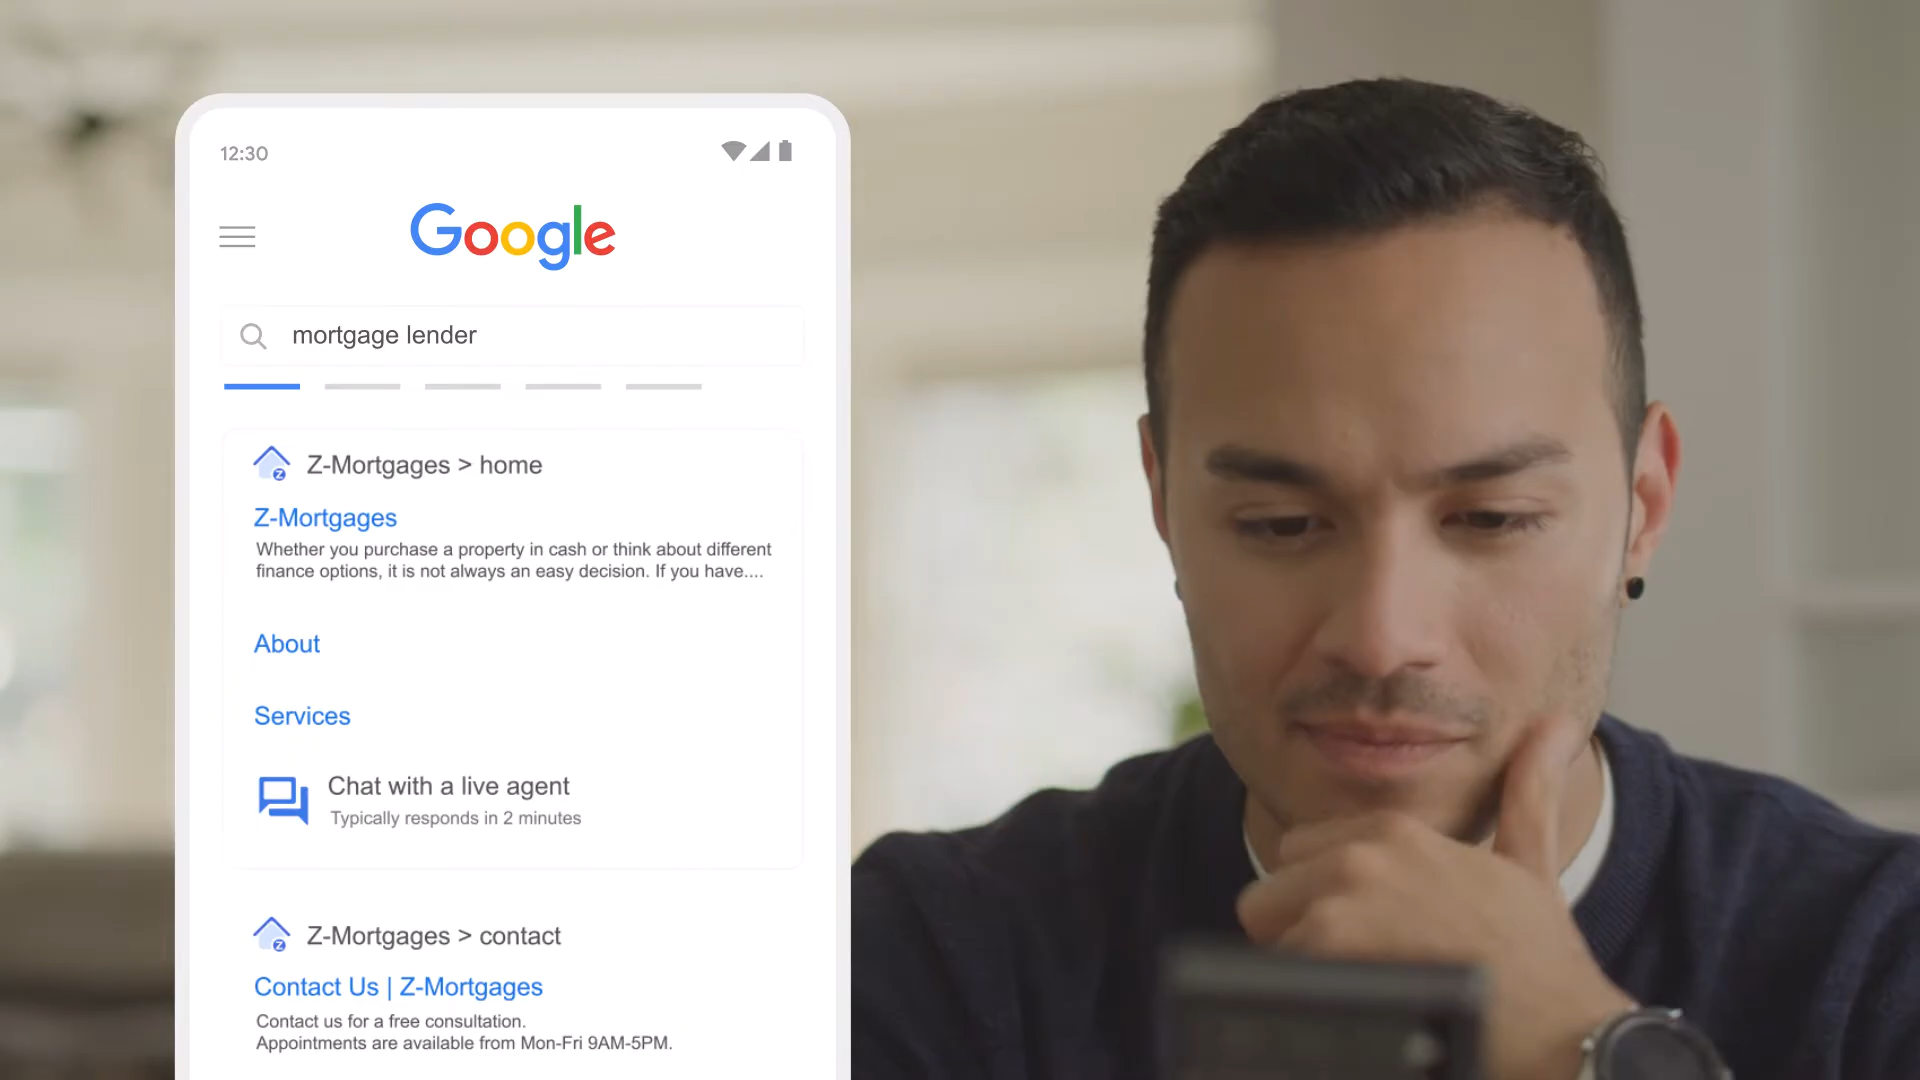 12:30
Google
mortgage lender
Z-Mortgages > home
Z-Mortgages
Whether you purchase a property in cash or think about different
finance options, it is not always an easy decision. If you have....
About
Services
Chat with a live agent
Typically responds in 2 minutes
Z-Mortgages > contact
Contact Us | Z-Mortgages
Contact us for a free consultation.
Appointments are available from Mon-Fri 9AM-5PM.